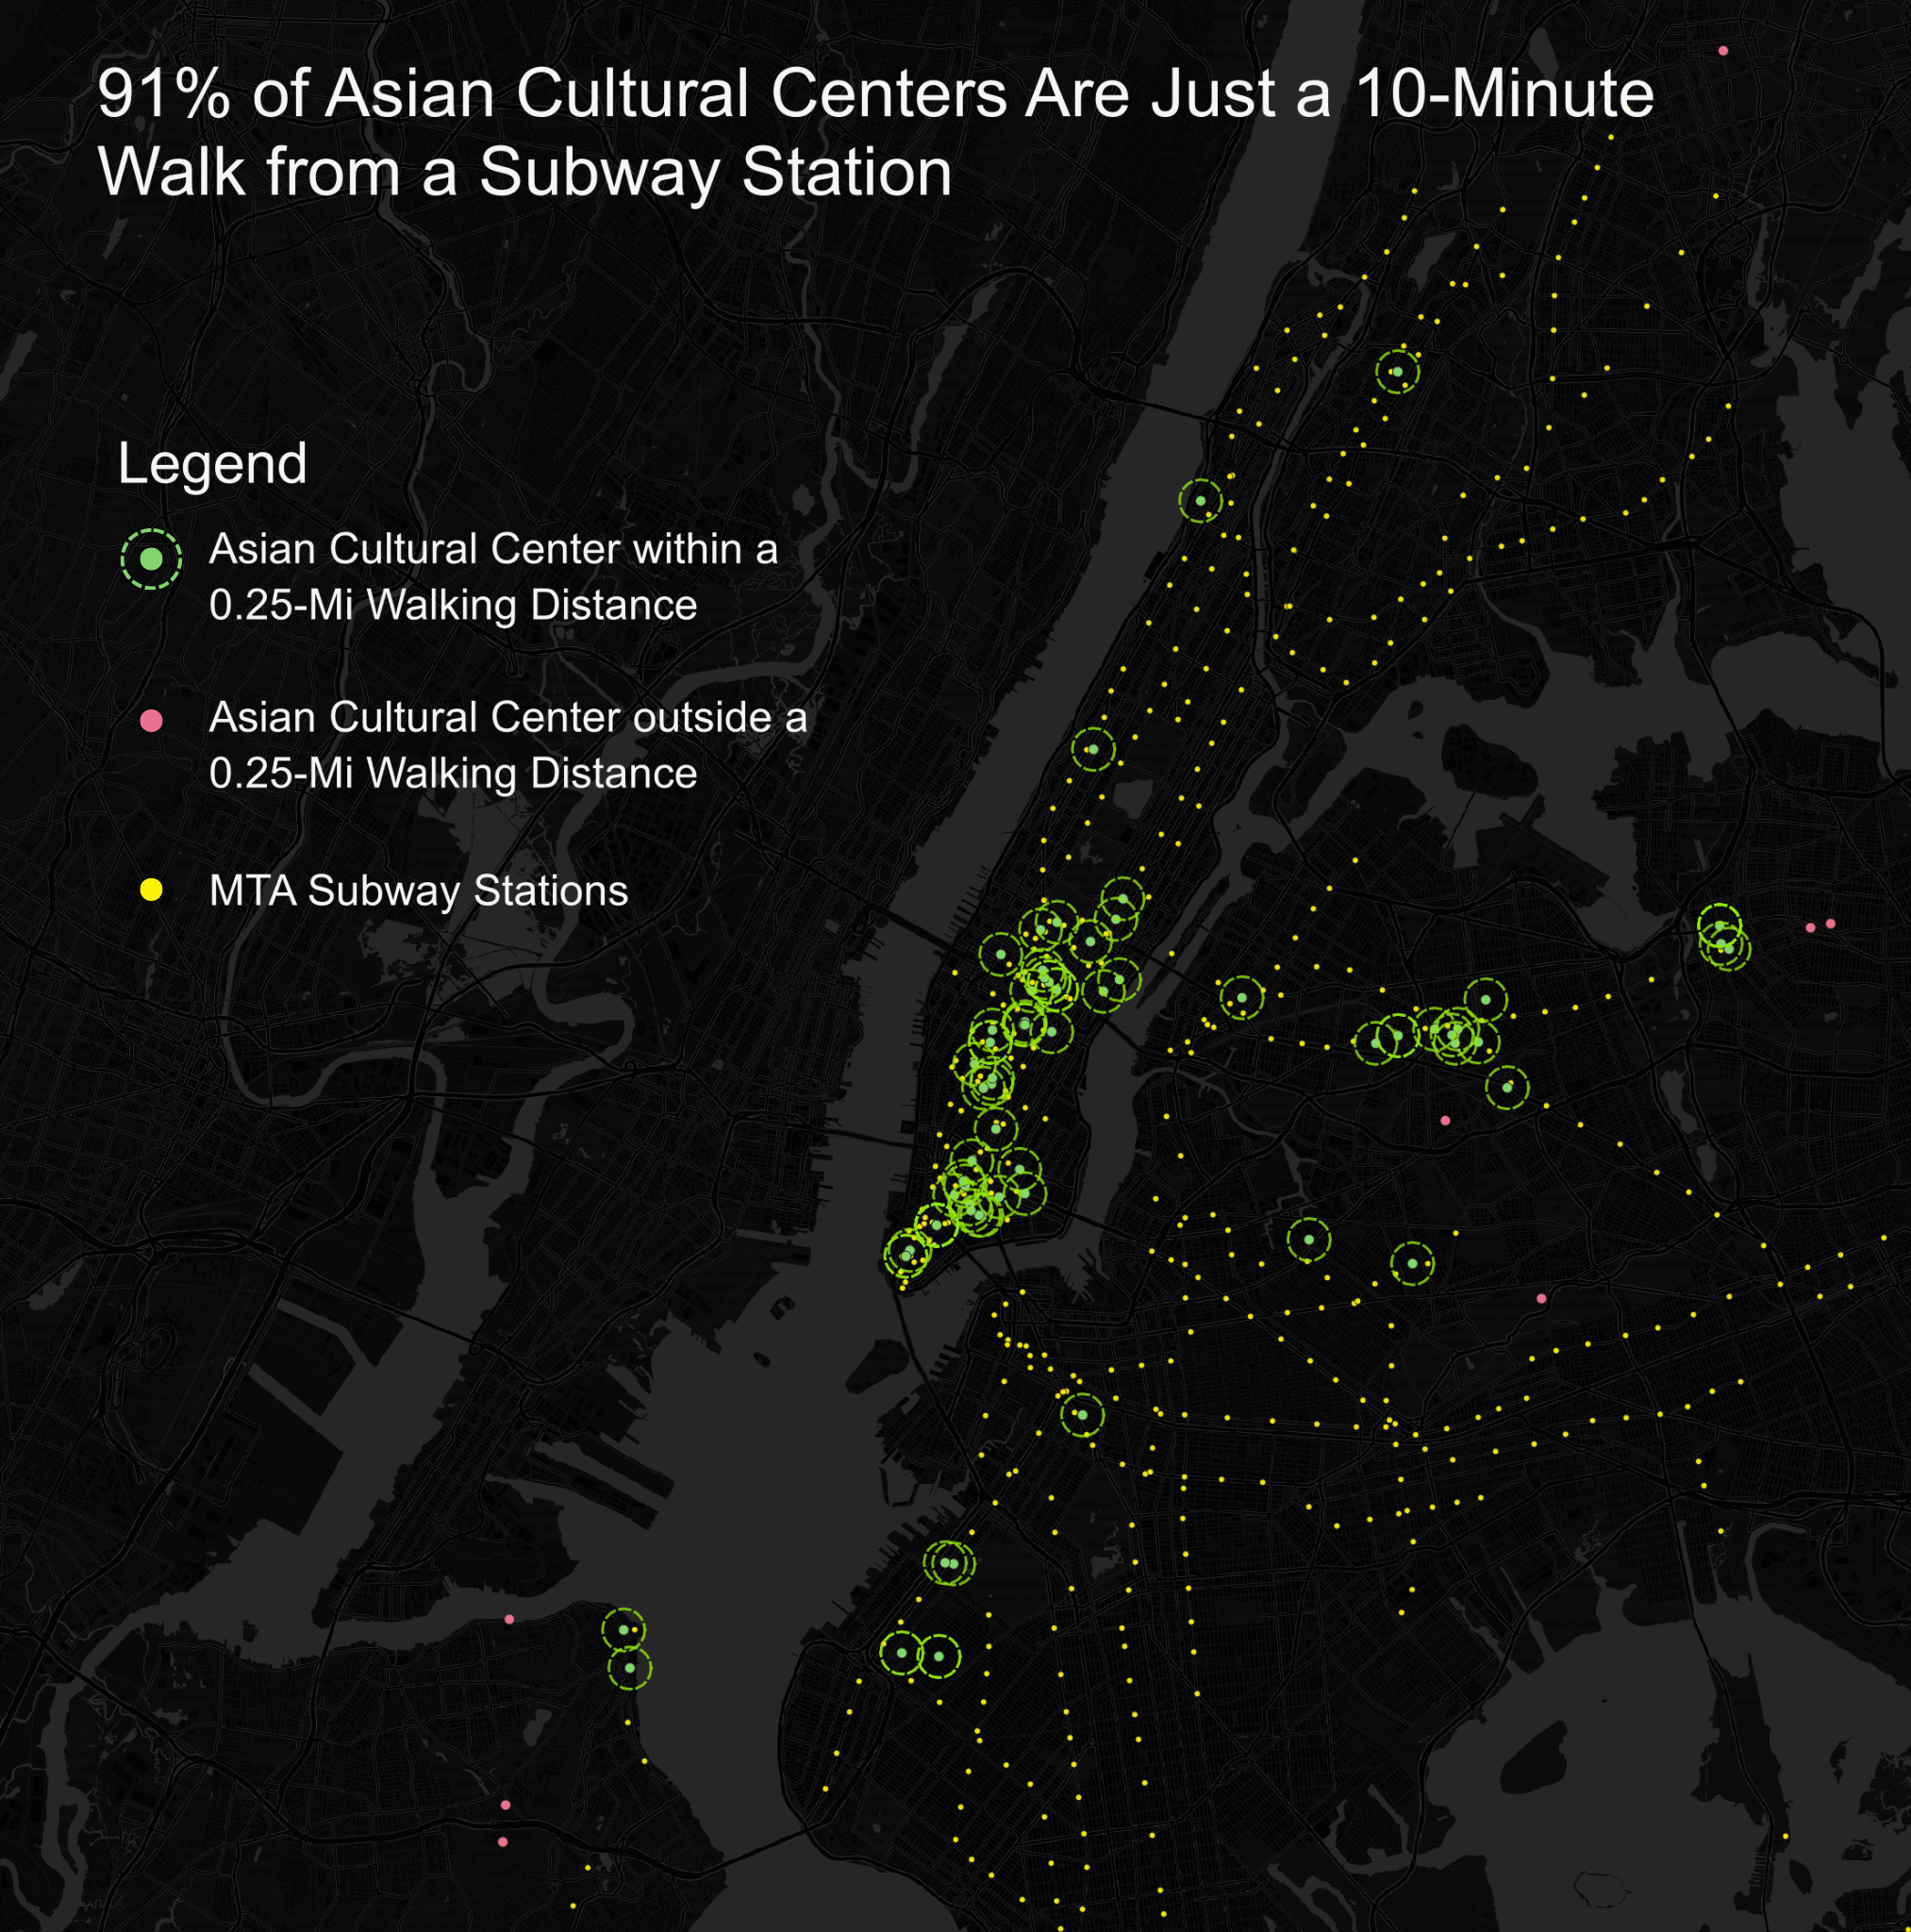 91% of Asian Cultural Centers Are Just a 10-Minute
Walk from a Subway Station
Legend
Asian Cultural Center within a
0.25-Mi Walking Distance
Asian Cultural Center outside a
0.25-Mi Walking Distance
MTA Subway Stations